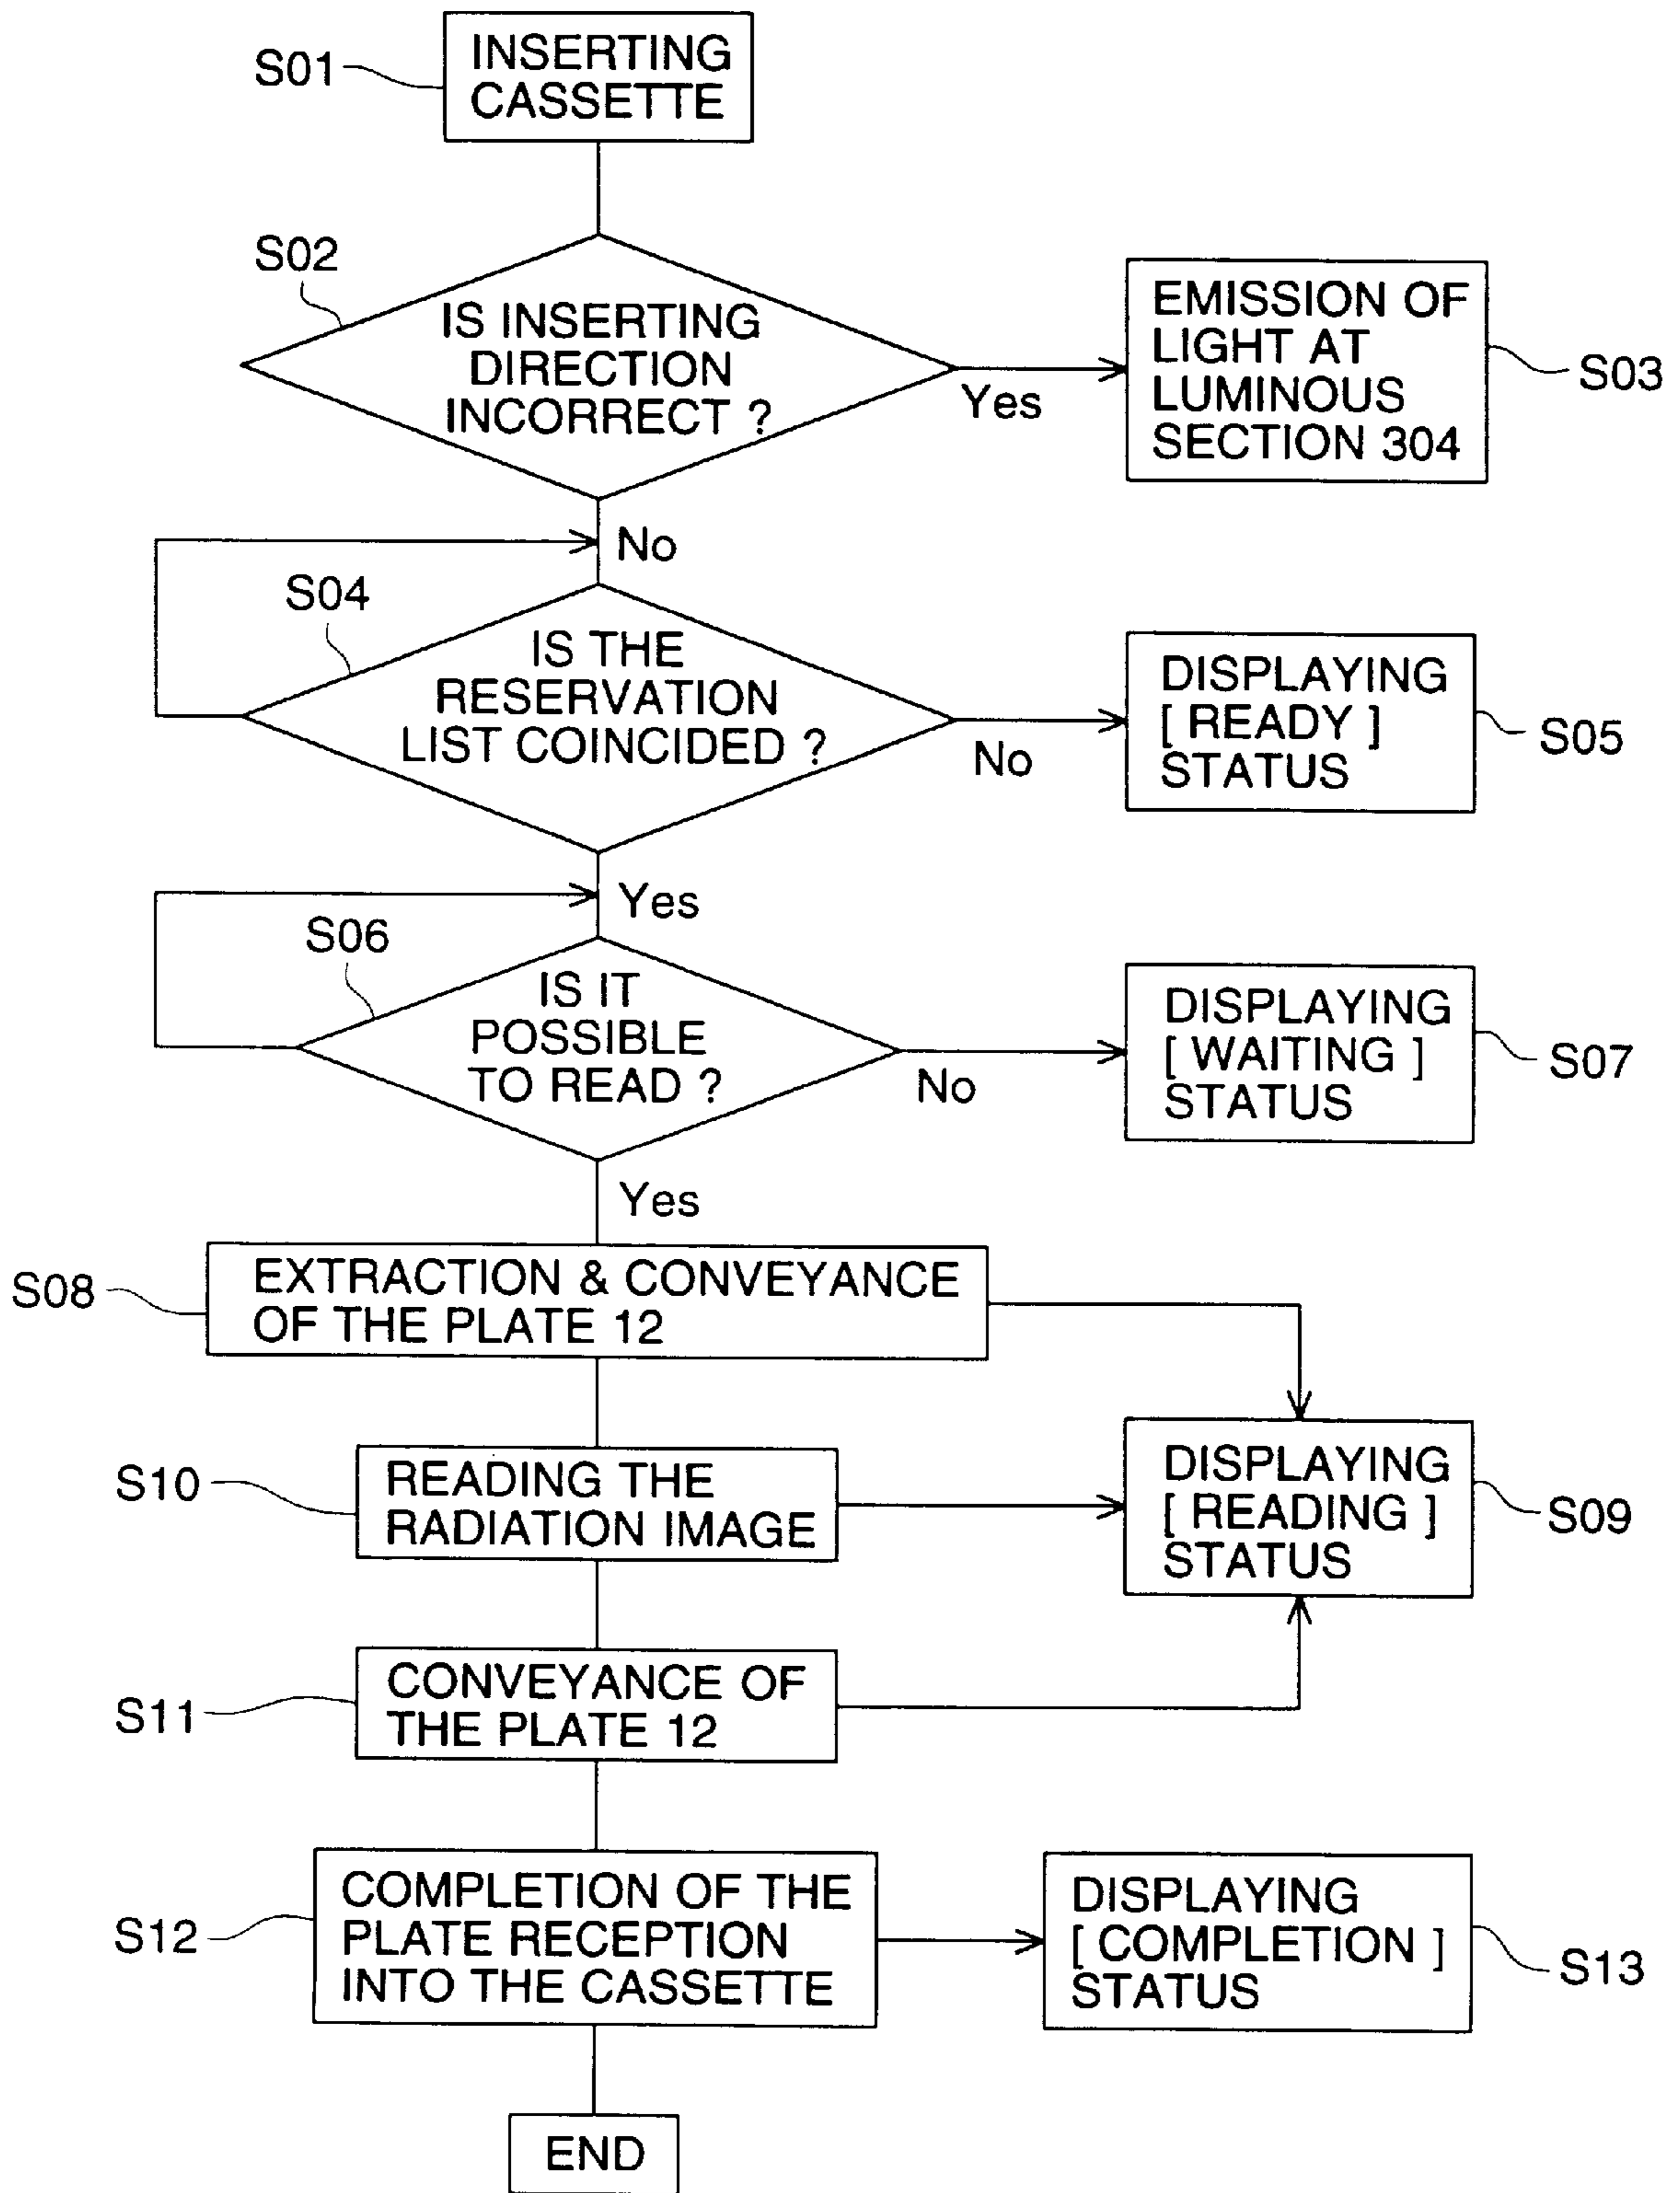 S01
INSERTING
CASSETTE
S02
IS INSERTING
DIRECTION
INCORRECT ?
Yes
EMISSION OF
LIGHT AT
LUMINOUS
SECTION 304
S03
No
S04
IS THE
RESERVATION
LIST COINCIDED ?
No
DISPLAYING
[ READY ]
STATUS
S05
Yes
S06
IS IT
POSSIBLE
TO READ ?
No
DISPLAYING
[ WAITING ]
STATUS
S07
Yes
S08
EXTRACTION & CONVEYANCE
OF THE PLATE 12
S10
READING THE
RADIATION IMAGE
DISPLAYING
[ READING ]
STATUS
S09
S11
CONVEYANCE OF
THE PLATE 12
S12
COMPLETION OF THE
PLATE RECEPTION
INTO THE CASSETTE
DISPLAYING
[ COMPLETION ]
STATUS
S13
END